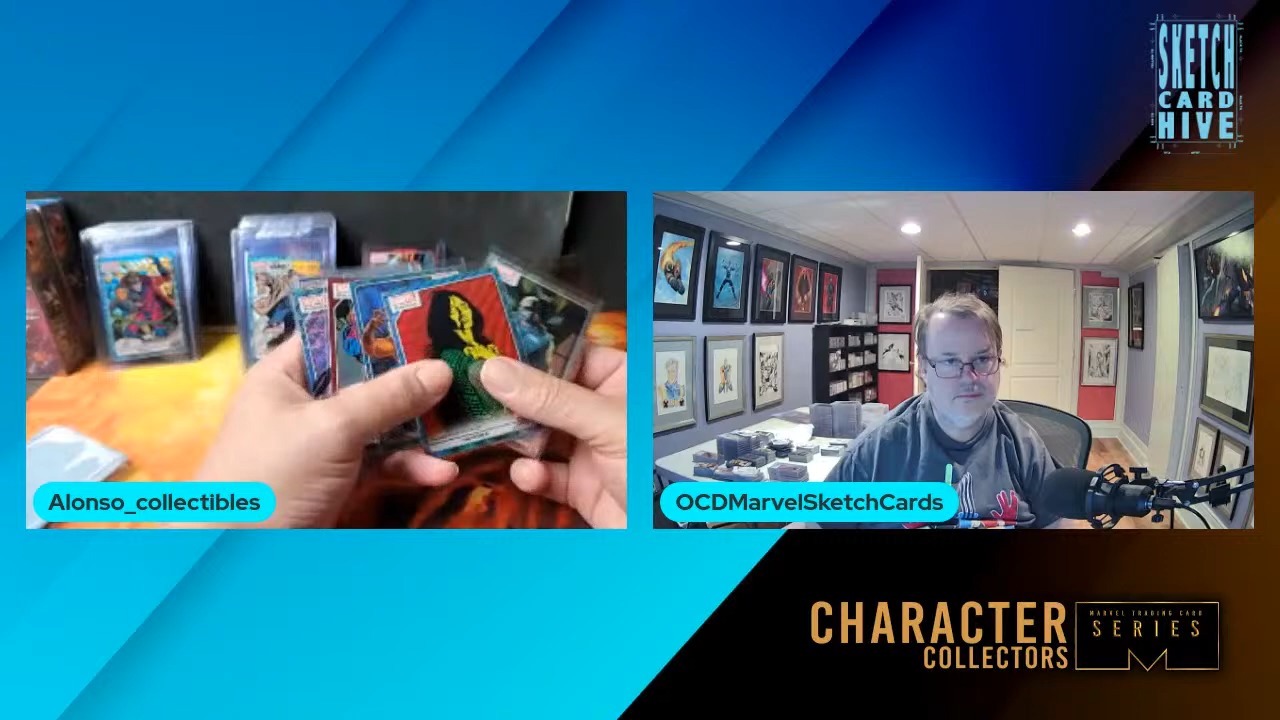 SKETCH
CARD
HIVE
Alonso_collectibles
OCDMarvelSketchCards
CHARACTER
COLLECTORS
MARVEL TRADING CARD
SERIES